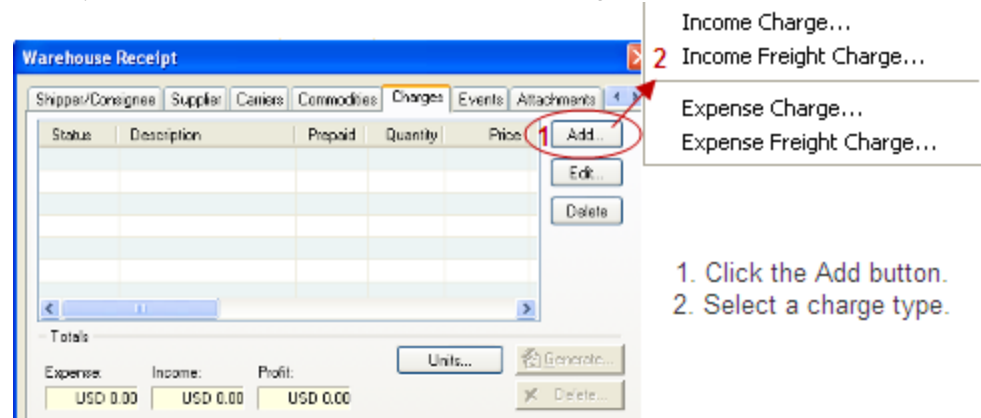 Income Charge...
Warehouse Receipt
2 Income Freight Charge...
Shipper/Consignee Supplier Carriers Commodities Charges Events Attachments
Expense Charge...
Status Description Prepaid Quantity Price 1 Add...
Expense Freight Charge...
Edit...
Delete
1. Click the Add button.
2. Select a charge type.
Totals
Units... Generate...
Expense: Income: Profit:
USD 0.00 USD 0.00 USD 0.00 Delete...